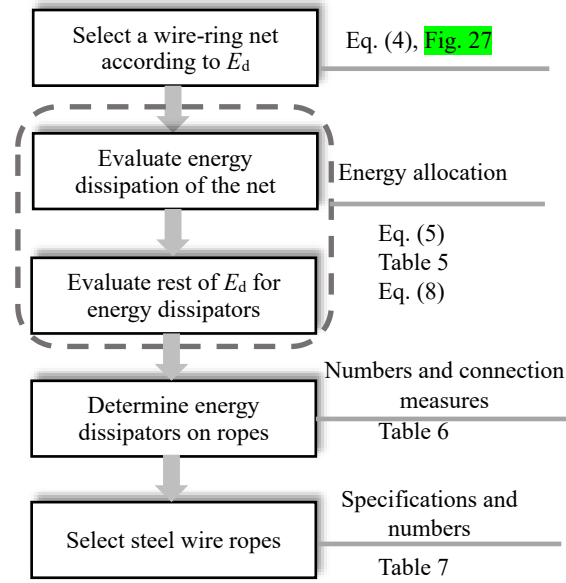 Select a wire-ring net
according to Ed
Eq. (4), Fig. 27
Evaluate energy
dissipation of the net
Energy allocation
Eq. (5)
Table 5
Eq. (8)
Evaluate rest of Ed for
energy dissipators
Numbers and connection
measures
Determine energy
dissipators on ropes
Table 6
Specifications and
numbers
Select steel wire ropes
Table 7